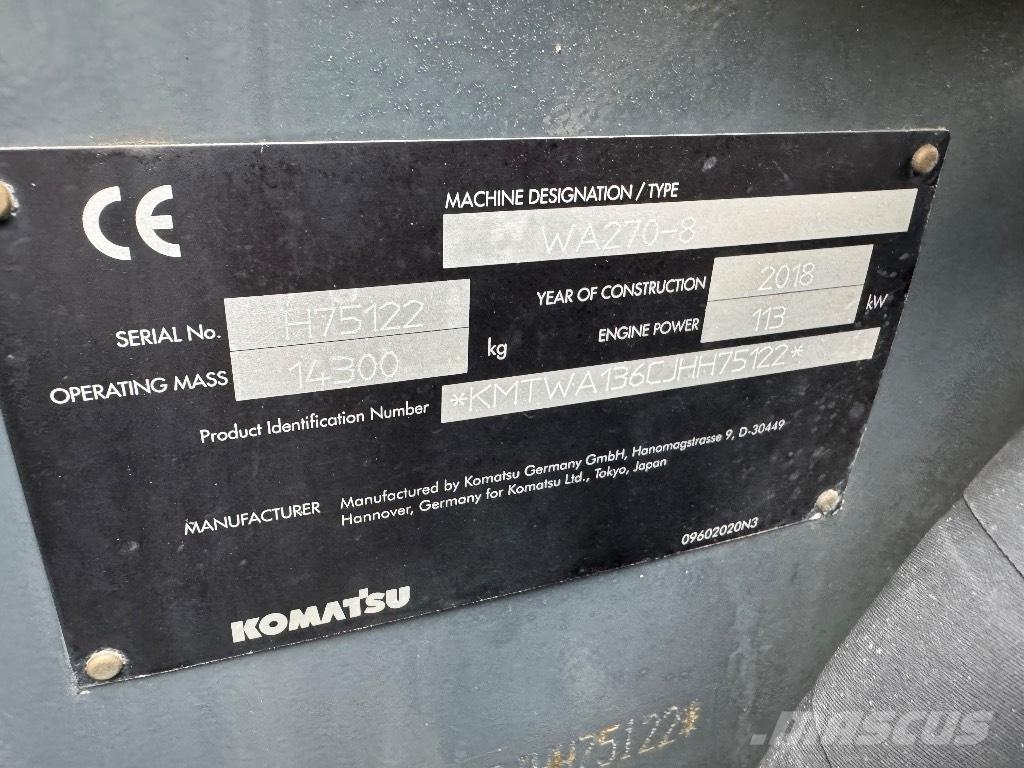 CE
MACHINE DESIGNATION / TYPE
WA270-8
SERIAL No. H75122
YEAR OF CONSTRUCTION 2018
OPERATING MASS 14300 kg
ENGINE POWER 113 kW
Product Identification Number *KMTWA136CJHH75122*
MANUFACTURER Manufactured by Komatsu Germany GmbH, Hanomagstrasse 9, D-30449
Hannover, Germany for Komatsu Ltd., Tokyo, Japan
09602020N3
KOMATSU
H75122*
mascus